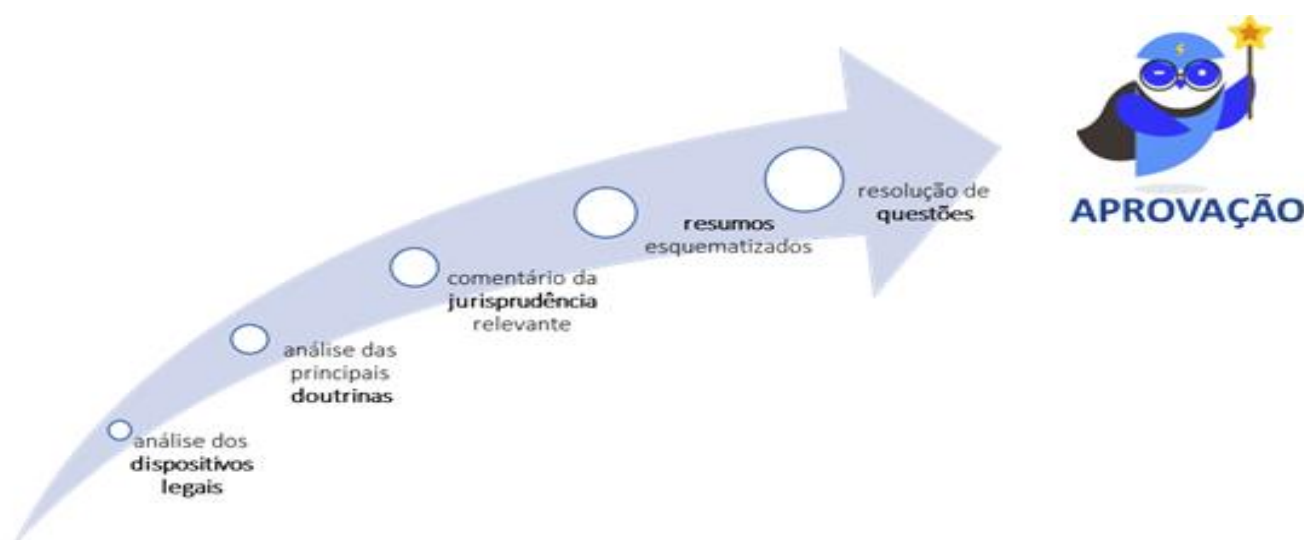 análise dos
dispositivos
legais
análise das
principais
doutrinas
comentário da
jurisprudência
relevante
resumos
esquematizados
resolução de
questões
APROVAÇÃO